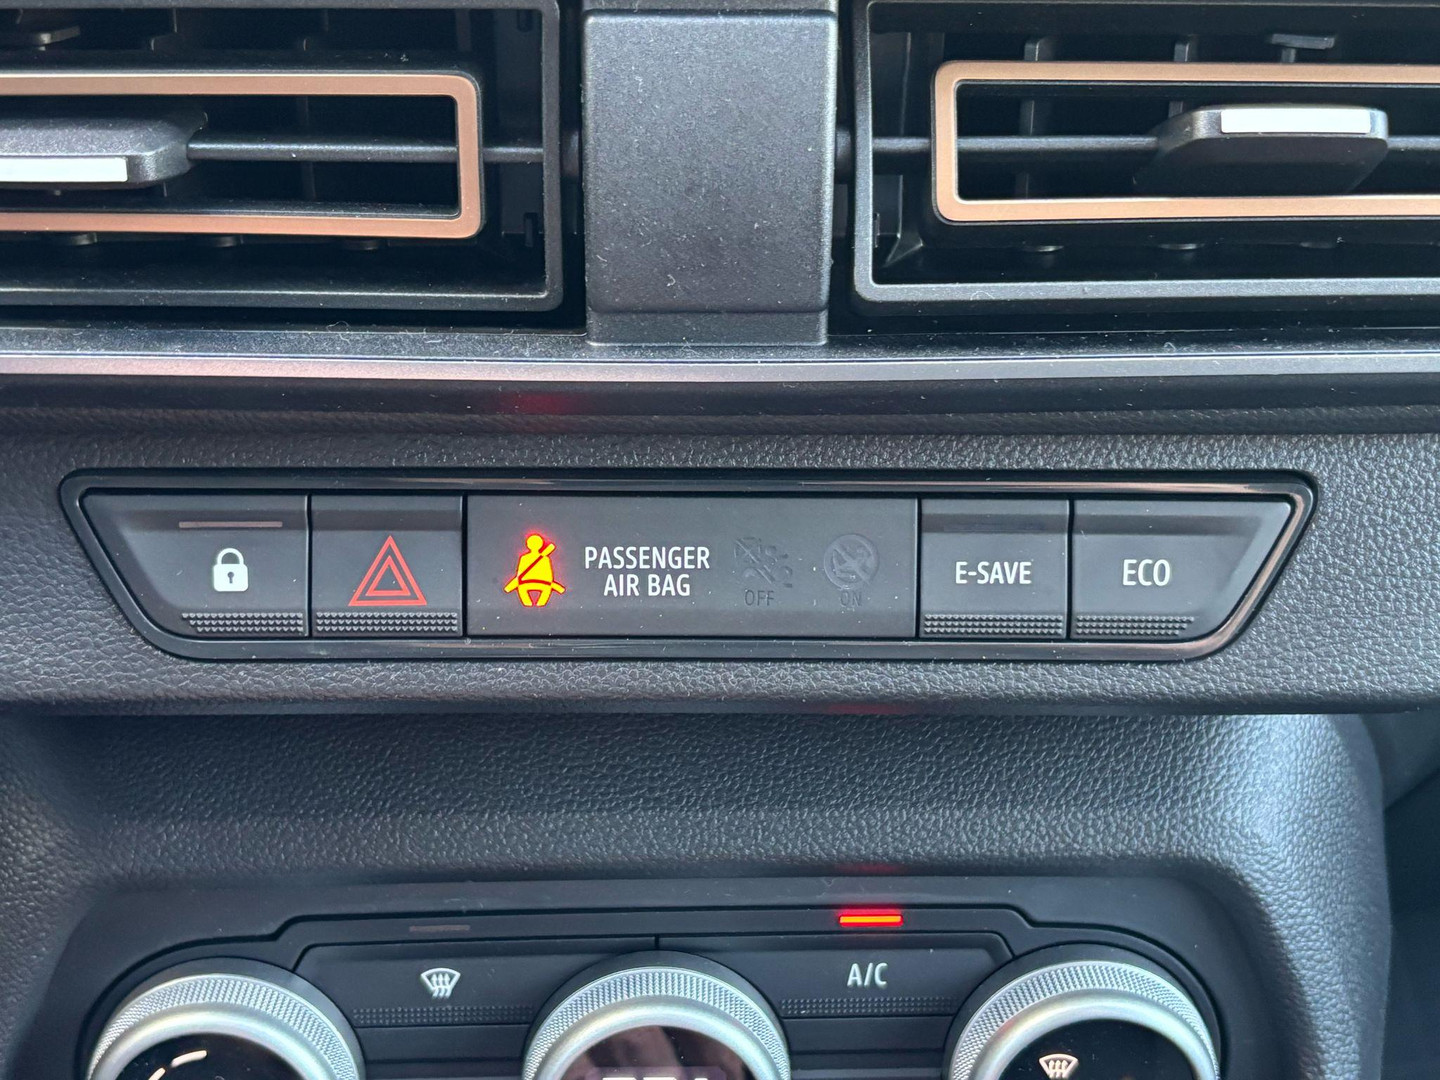 PASSENGER
AIR BAG
OFF
ON
E-SAVE
ECO
A/C